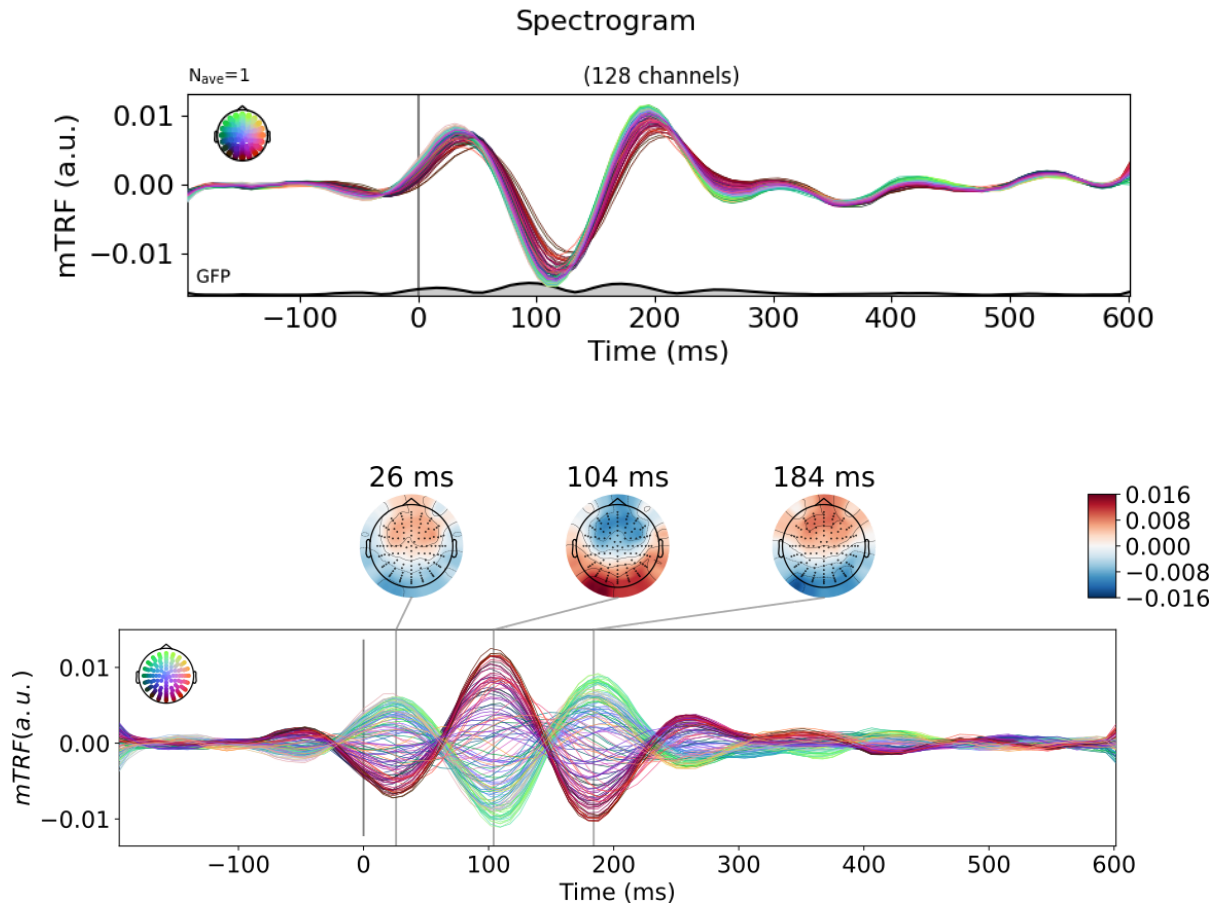 Spectrogram
N_ave=1
(128 channels)
mTRF (a.u.)
0.01
0.00
−0.01
GFP
−100 0 100 200 300 400 500 600
Time (ms)
26 ms 104 ms 184 ms
0.016
0.008
0.000
−0.008
−0.016
mTRF(a. u.)
0.01
0.00
−0.01
−100 0 100 200 300 400 500 600
Time (ms)